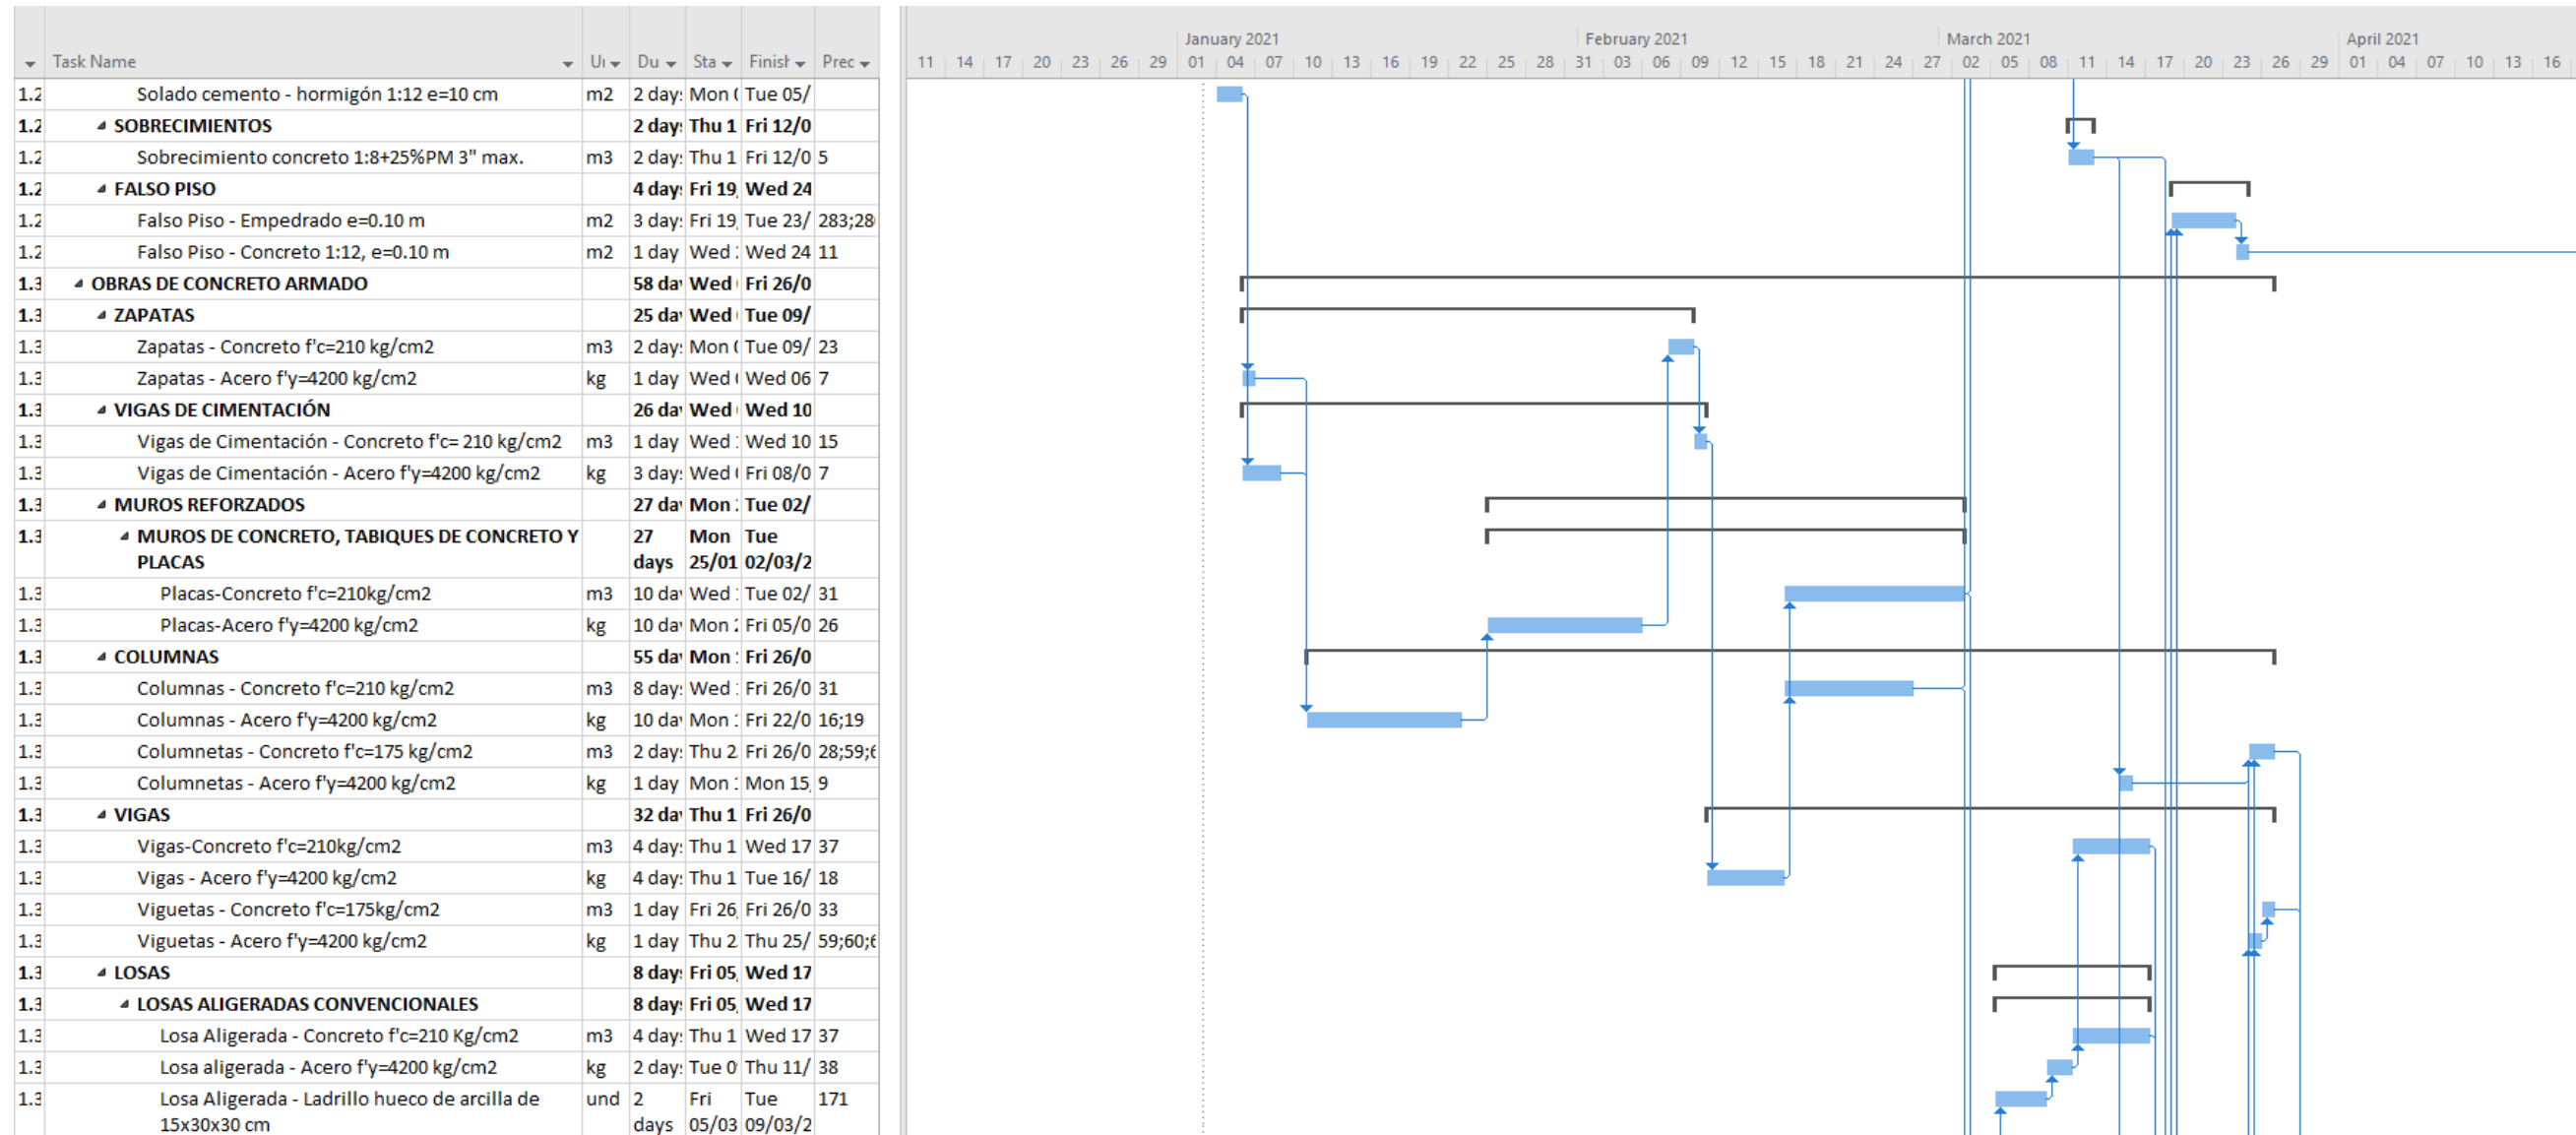 January 2021 February 2021 March 2021 April 2021
Task Name Du Sta Finish Prec 11 14 17 20 23 26 29 01 04 07 10 13 16 19 22 25 28 31 03 06 09 12 15 18 21 24 27 02 05 08 11 14 17 20 23 26 29 01 04 07 10 13 16
1.2 Solado cemento - hormigón 1:12 e=10 cm m2 2 days Mon Tue 05/
1.2 SOBRECIMIENTOS 2 days Thu 1 Fri 12/0
1.2 Sobrecimiento concreto 1:8+25%PM 3" max. m3 2 days Thu 1 Fri 12/0 5
1.2 FALSO PISO 4 days Fri 19, Wed 24
1.2 Falso Piso - Empedrado e=0.10 m m2 3 days Fri 19, Tue 23/ 283;28
1.2 Falso Piso - Concreto 1:12, e=0.10 m m2 1 day Wed Wed 24 11
1.3 OBRAS DE CONCRETO ARMADO 58 da Wed Fri 26/0
1.3 ZAPATAS 25 da Wed Tue 09/
1.3 Zapatas - Concreto f'c=210 kg/cm2 m3 2 days Mon Tue 09/ 23
1.3 Zapatas - Acero f'y=4200 kg/cm2 kg 1 day Wed Wed 06 7
1.3 VIGAS DE CIMENTACIÓN 26 da Wed Wed 10
1.3 Vigas de Cimentación - Concreto f'c= 210 kg/cm2 m3 1 day Wed Wed 10 15
1.3 Vigas de Cimentación - Acero f'y=4200 kg/cm2 kg 3 days Wed Fri 08/0 7
1.3 MUROS REFORZADOS 27 da Mon Tue 02/
1.3 MUROS DE CONCRETO, TABIQUES DE CONCRETO Y 27 Mon Tue
PLACAS days 25/01 02/03/2
1.3 Placas-Concreto f'c=210kg/cm2 m3 10 da Wed Tue 02/ 31
1.3 Placas-Acero f'y=4200 kg/cm2 kg 10 da Mon Fri 05/0 26
1.3 COLUMNAS 55 da Mon Fri 26/0
1.3 Columnas - Concreto f'c=210 kg/cm2 m3 8 days Wed Fri 26/0 31
1.3 Columnas - Acero f'y=4200 kg/cm2 kg 10 da Mon Fri 22/0 16;19
1.3 Columnetas - Concreto f'c=175 kg/cm2 m3 2 days Thu 2 Fri 26/0 28;59;6
1.3 Columnetas - Acero f'y=4200 kg/cm2 kg 1 day Mon Mon 15, 9
1.3 VIGAS 32 da Thu 1 Fri 26/0
1.3 Vigas-Concreto f'c=210kg/cm2 m3 4 days Thu 1 Wed 17 37
1.3 Vigas - Acero f'y=4200 kg/cm2 kg 4 days Thu 1 Tue 16/ 18
1.3 Viguetas - Concreto f'c=175kg/cm2 m3 1 day Fri 26, Fri 26/0 33
1.3 Viguetas - Acero f'y=4200 kg/cm2 kg 1 day Thu 2 Thu 25/ 59;60;6
1.3 LOSAS 8 days Fri 05, Wed 17
1.3 LOSAS ALIGERADAS CONVENCIONALES 8 days Fri 05, Wed 17
1.3 Losa Aligerada - Concreto f'c=210 Kg/cm2 m3 4 days Thu 1 Wed 17 37
1.3 Losa aligerada - Acero f'y=4200 kg/cm2 kg 2 days Tue 0 Thu 11/ 38
1.3 Losa Aligerada - Ladrillo hueco de arcilla de und 2 Fri Tue 171
15x30x30 cm days 05/03 09/03/2